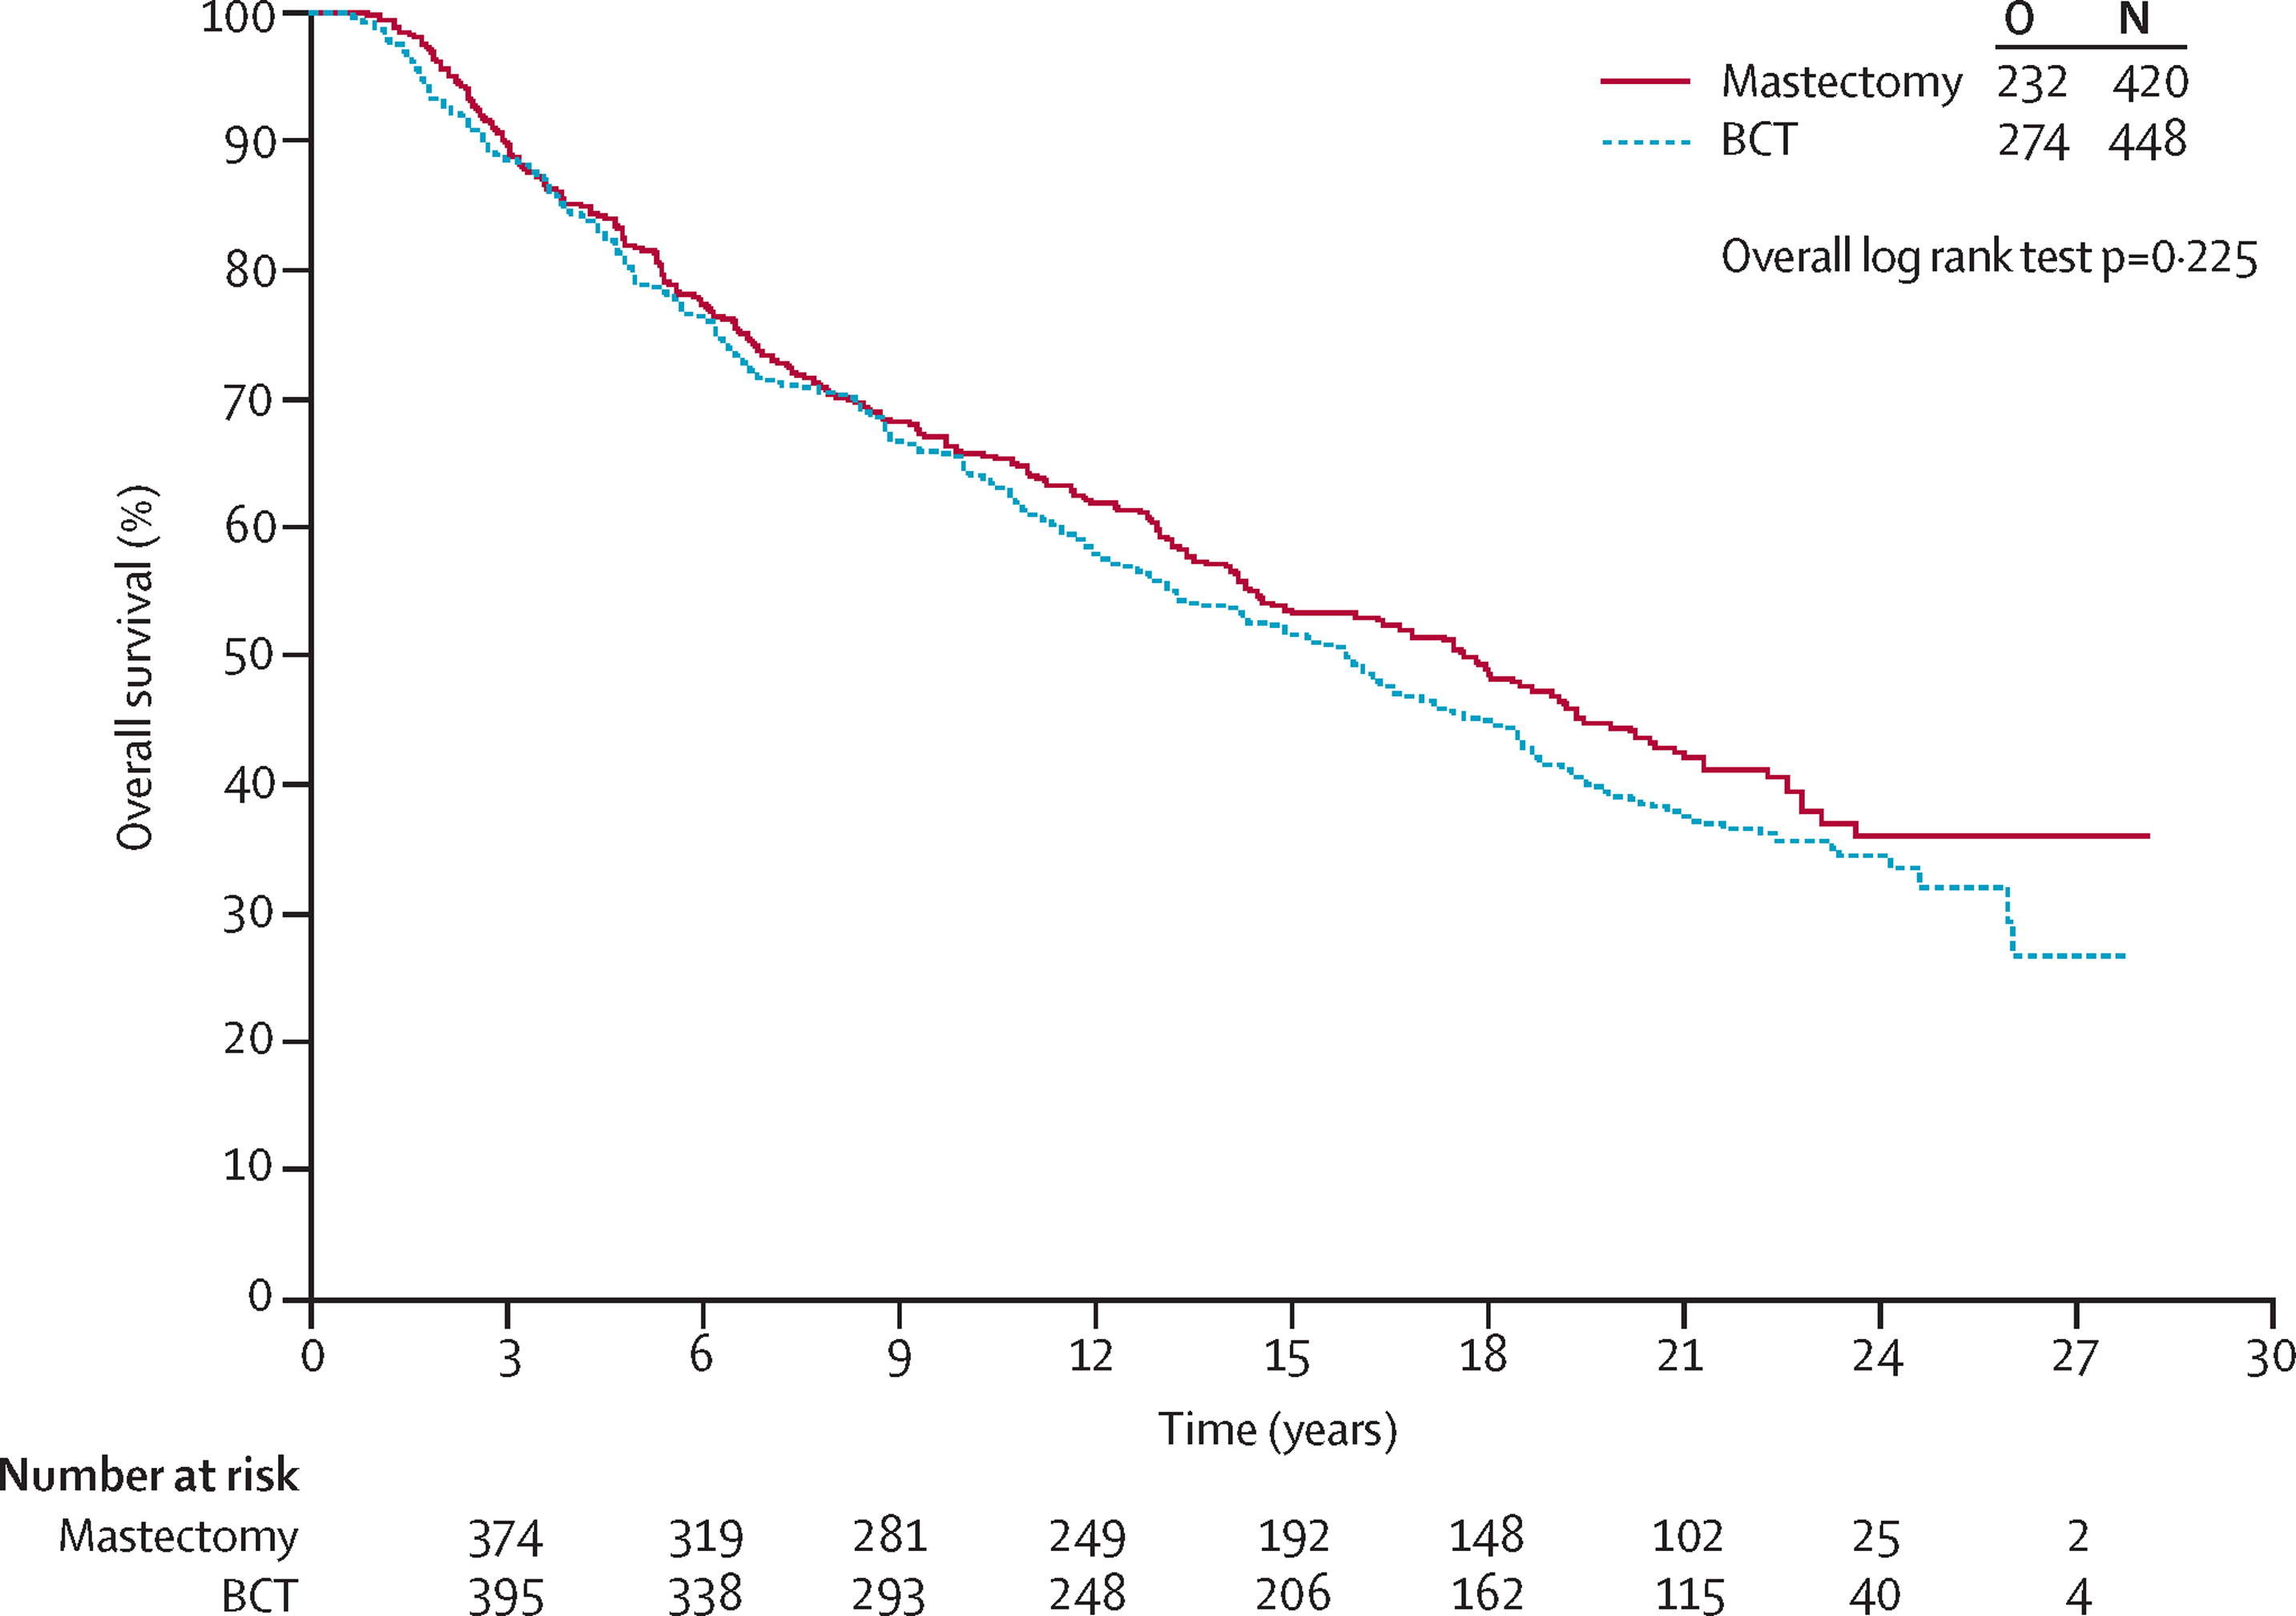 O N
Mastectomy 232 420
BCT 274 448
Overall log rank test p=0·225
Overall survival (%)
100
90
80
70
60
50
40
30
20
10
0
0 3 6 9 12 15 18 21 24 27 30
Time (years)
Number at risk
Mastectomy 374 319 281 249 192 148 102 25 2
BCT 395 338 293 248 206 162 115 40 4